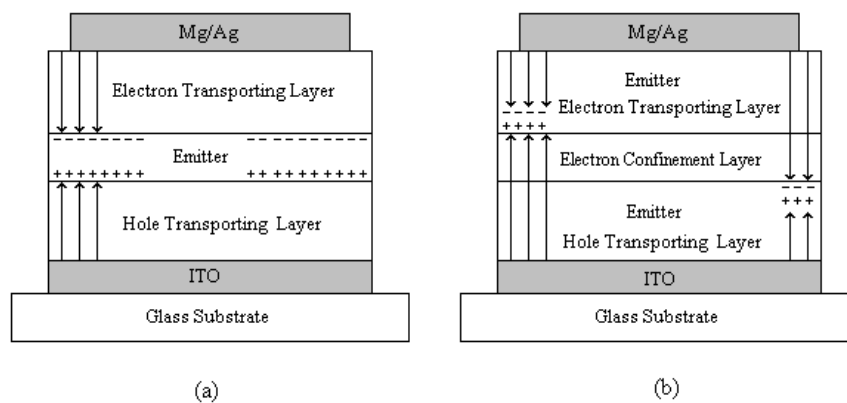 Mg/Ag
Electron Transporting Layer
− − − − − − − − − − − − − − − − − −
Emitter
+ + + + + + + + + + + + + + + + + +
Hole Transporting Layer
ITO
Glass Substrate
(a)
Mg/Ag
Emitter
Electron Transporting Layer
− − − −
+ + + +
Electron Confinement Layer
− − −
+ + +
Emitter
Hole Transporting Layer
ITO
Glass Substrate
(b)